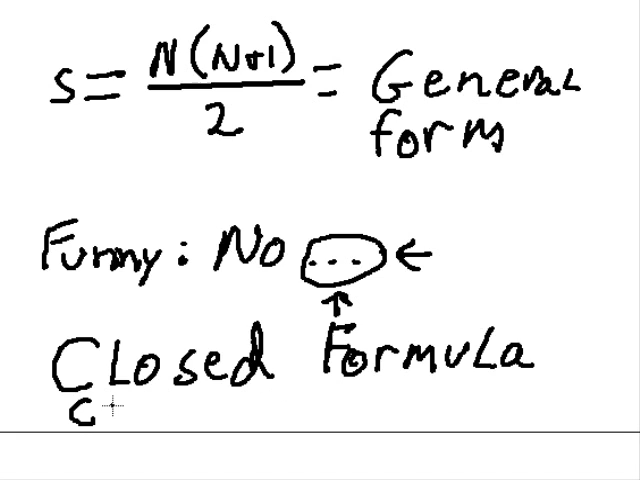 S = N(N+1)/2 = General
form
Funny: No ... ←
↑
Closed Formula
C